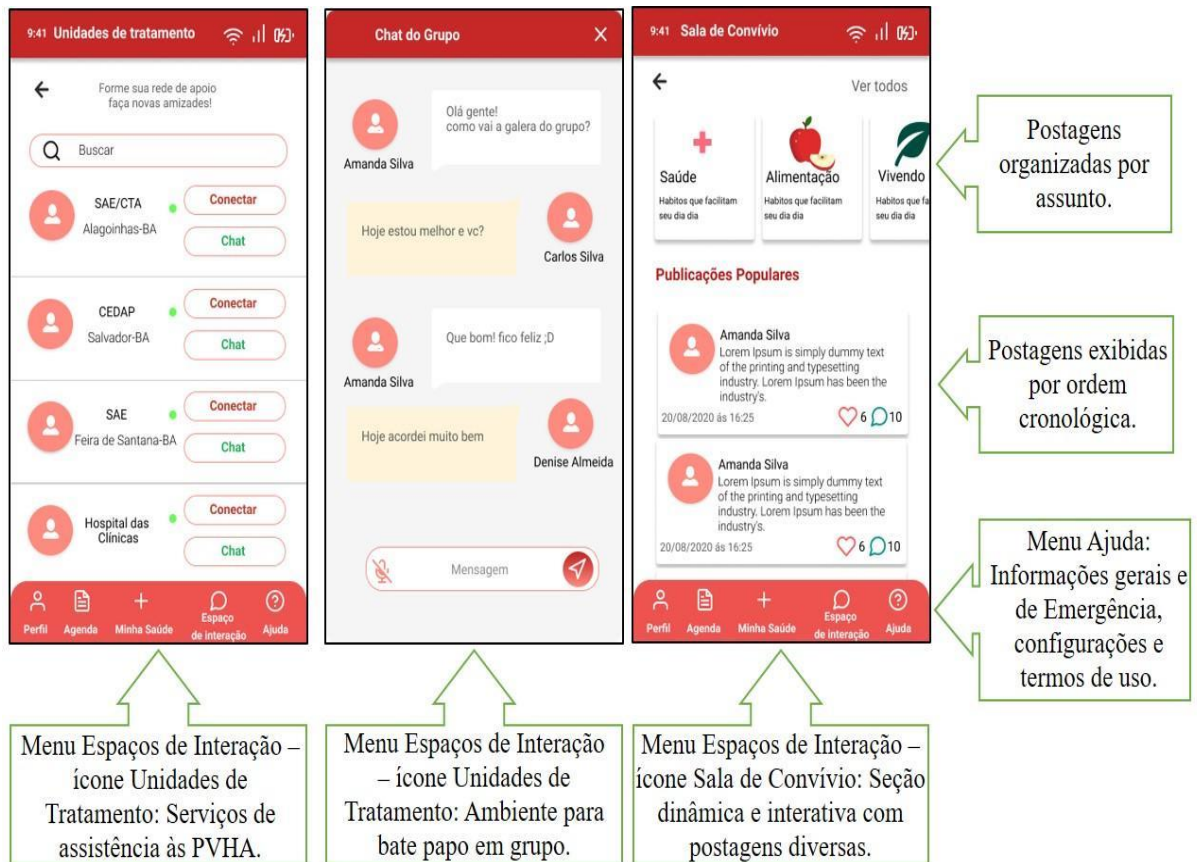 9:41 Unidades de tratamento
Forme sua rede de apoio
faça novas amizades!
Buscar
SAE/CTA
Alagoinhas-BA
Conectar
Chat
CEDAP
Salvador-BA
Conectar
Chat
SAE
Feira de Santana-BA
Conectar
Chat
Hospital das
Clínicas
Conectar
Chat
Perfil
Agenda
Minha Saúde
Espaço
de interação
Ajuda
Chat do Grupo
Olá gente!
como vai a galera do grupo?
Amanda Silva
Hoje estou melhor e vc?
Carlos Silva
Que bom! fico feliz ;D
Amanda Silva
Hoje acordei muito bem
Denise Almeida
Mensagem
9:41 Sala de Convívio
Ver todos
Saúde
Habitos que facilitam
seu dia dia
Alimentação
Habitos que facilitam
seu dia dia
Vivendo
Habitos que fa
seu dia dia
Publicações Populares
Amanda Silva
Lorem Ipsum is simply dummy text
of the printing and typesetting
industry. Lorem Ipsum has been the
industry's.
20/08/2020 ás 16:25
6 10
Amanda Silva
Lorem Ipsum is simply dummy text
of the printing and typesetting
industry. Lorem Ipsum has been the
industry's.
20/08/2020 ás 16:25
6 10
Perfil
Agenda
Minha Saúde
Espaço
de interação
Ajuda
Postagens
organizadas por
assunto.
Postagens exibidas
por ordem
cronológica.
Menu Ajuda:
Informações gerais e
de Emergência,
configurações e
termos de uso.
Menu Espaços de Interação –
ícone Unidades de
Tratamento: Serviços de
assistência às PVHA.
Menu Espaços de Interação
– ícone Unidades de
Tratamento: Ambiente para
bate papo em grupo.
Menu Espaços de Interação –
ícone Sala de Convívio: Seção
dinâmica e interativa com
postagens diversas.